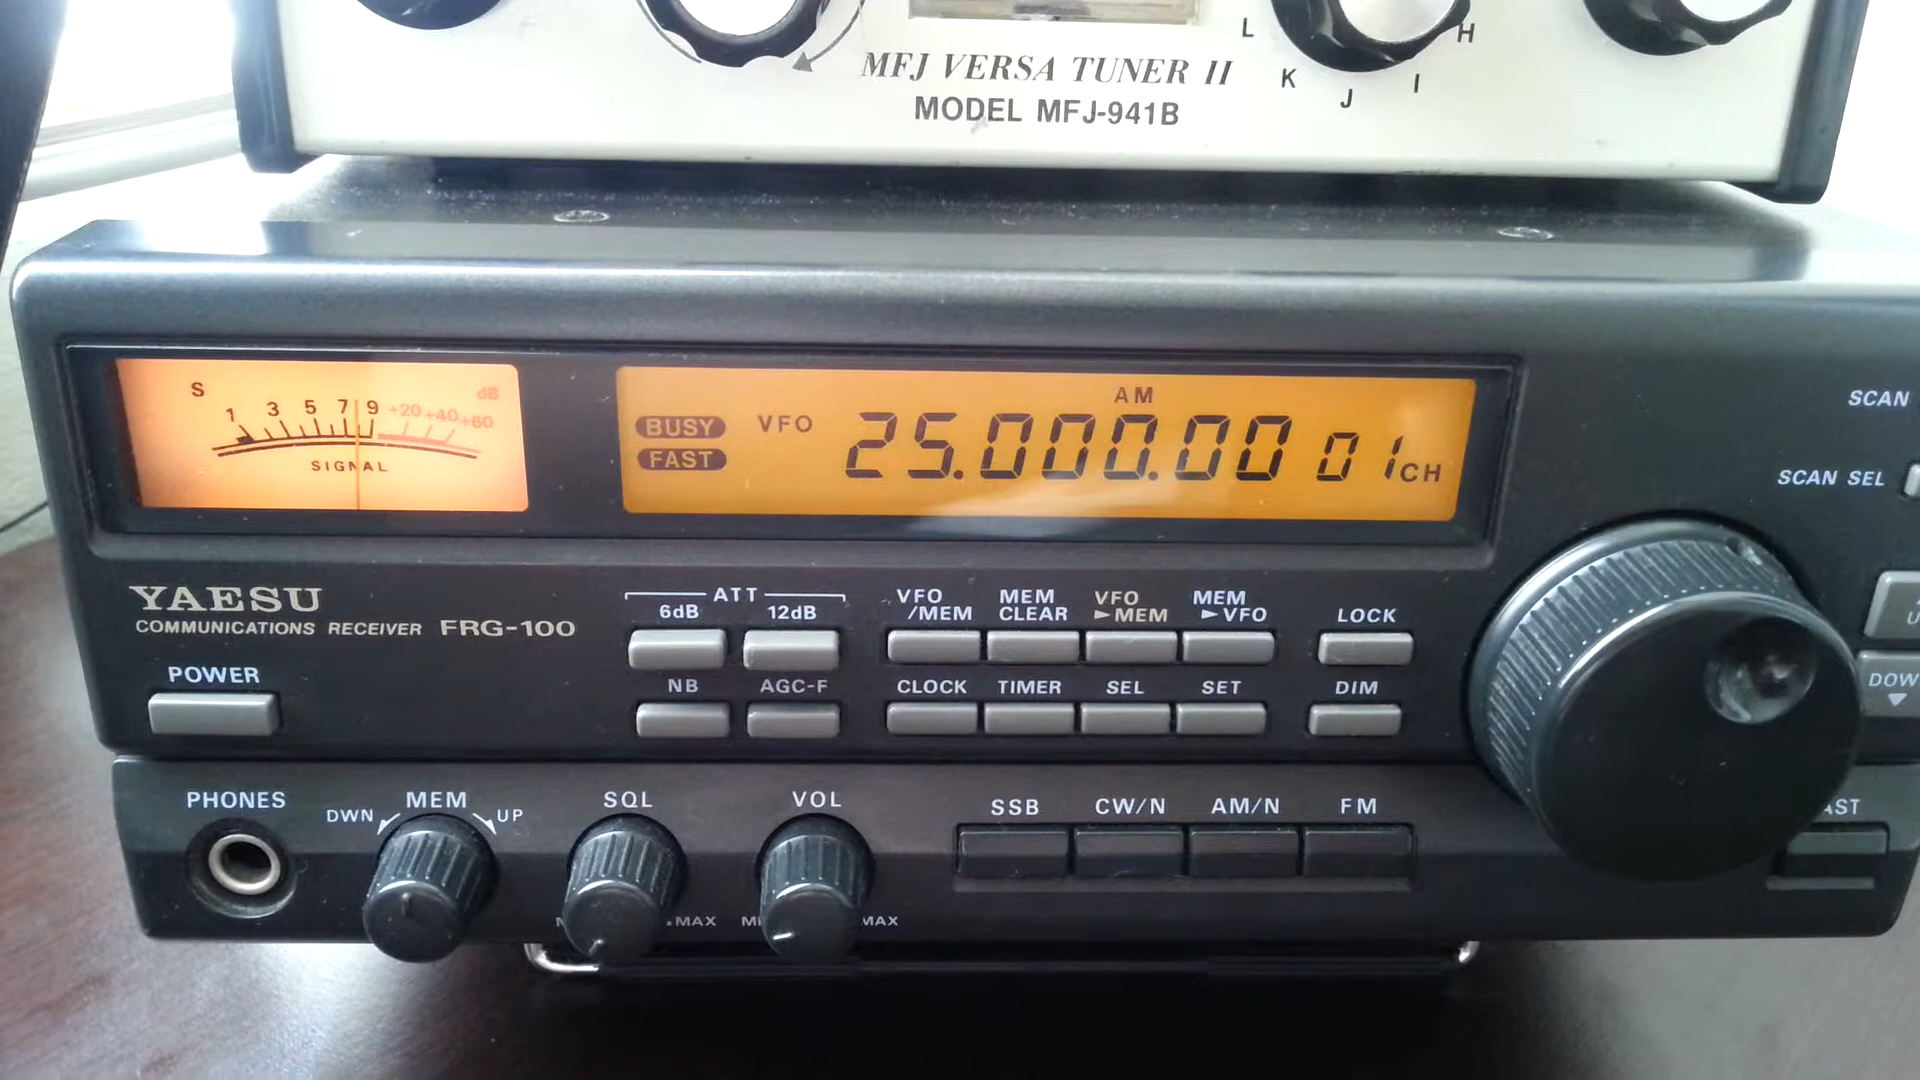 L H
K I
J
MFJ VERSA TUNER II
MODEL MFJ-941B
S dB
1 3 5 7 9 +20 +40 +60
SIGNAL
BUSY
FAST
VFO
AM
25.000.00 01CH
SCAN
SCAN SEL
YAESU
COMMUNICATIONS RECEIVER FRG-100
POWER
ATT
6dB 12dB
NB AGC-F
VFO /MEM
MEM CLEAR
VFO ►MEM
MEM ►VFO
LOCK
CLOCK TIMER SEL SET DIM
PHONES
DWN MEM UP
SQL
MAX
VOL
MAX
SSB CW/N AM/N FM